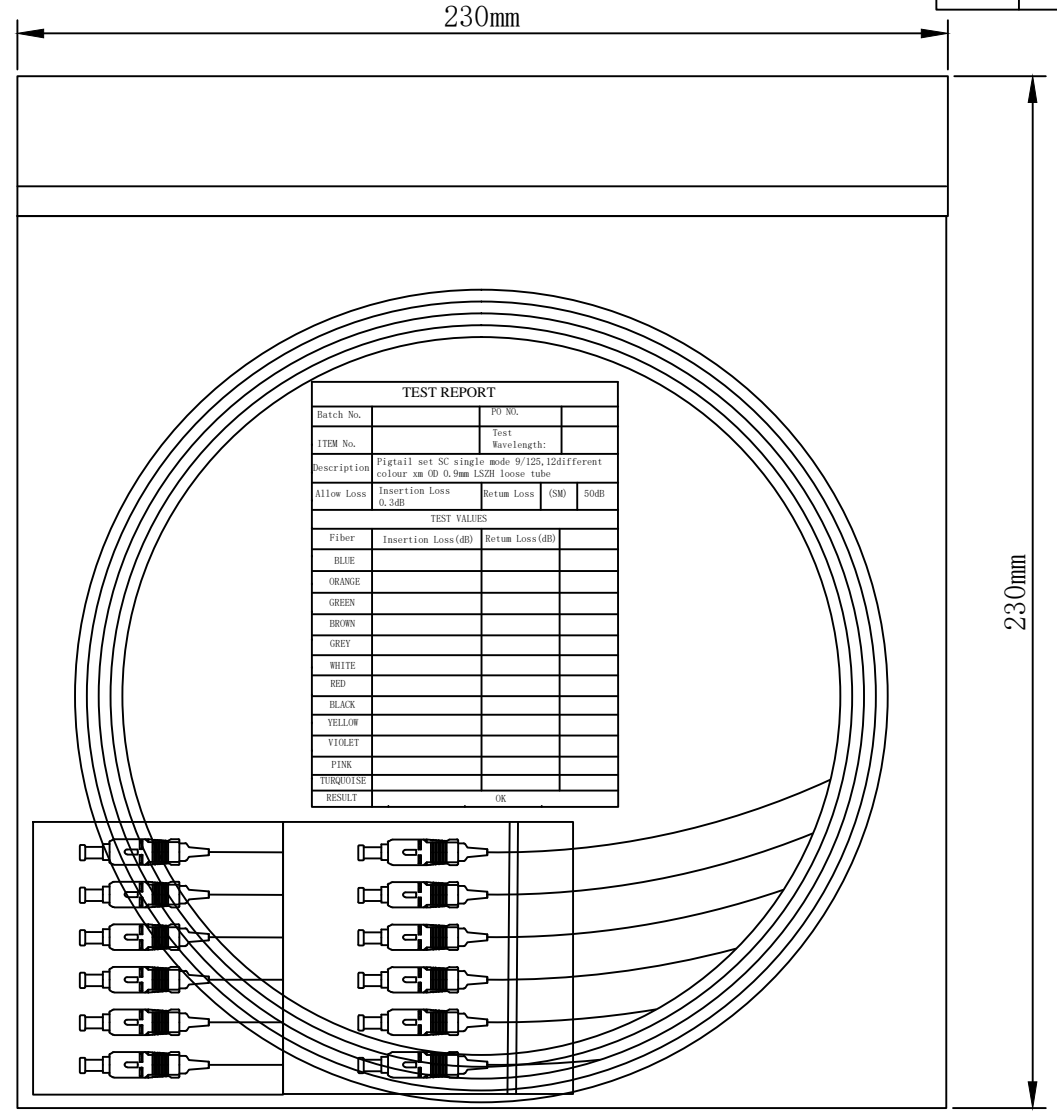 230mm
230mm
TEST REPORT
Batch No. PO NO.
ITEM No. Test Wavelength:
Description Pigtail set SC single mode 9/125,12different
colour xm OD 0.9mm LSZH loose tube
Allow Loss Insertion Loss 0.3dB Retum Loss (SM) 50dB
TEST VALUES
Fiber Insertion Loss(dB) Retum Loss(dB)
BLUE
ORANGE
GREEN
BROWN
GREY
WHITE
RED
BLACK
YELLOW
VIOLET
PINK
TURQUOISE
RESULT OK